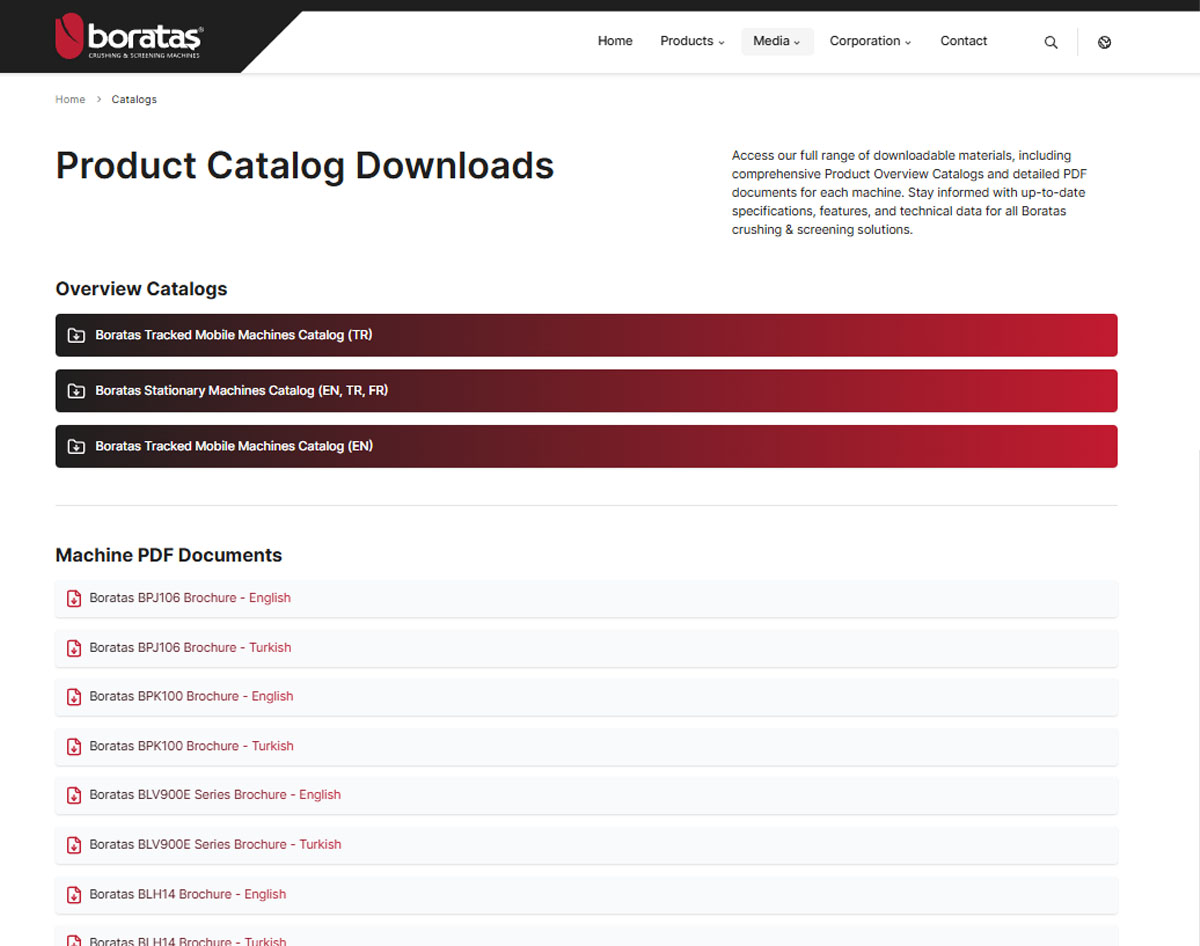 borataş®
CRUSHING & SCREENING MACHINES
Home
Products
Media
Corporation
Contact
Home > Catalogs
Product Catalog Downloads
Access our full range of downloadable materials, including
comprehensive Product Overview Catalogs and detailed PDF
documents for each machine. Stay informed with up-to-date
specifications, features, and technical data for all Boratas
crushing & screening solutions.
Overview Catalogs
Boratas Tracked Mobile Machines Catalog (TR)
Boratas Stationary Machines Catalog (EN, TR, FR)
Boratas Tracked Mobile Machines Catalog (EN)
Machine PDF Documents
Boratas BPJ106 Brochure - English
Boratas BPJ106 Brochure - Turkish
Boratas BPK100 Brochure - English
Boratas BPK100 Brochure - Turkish
Boratas BLV900E Series Brochure - English
Boratas BLV900E Series Brochure - Turkish
Boratas BLH14 Brochure - English
Boratas BLH14 Brochure - Turkish